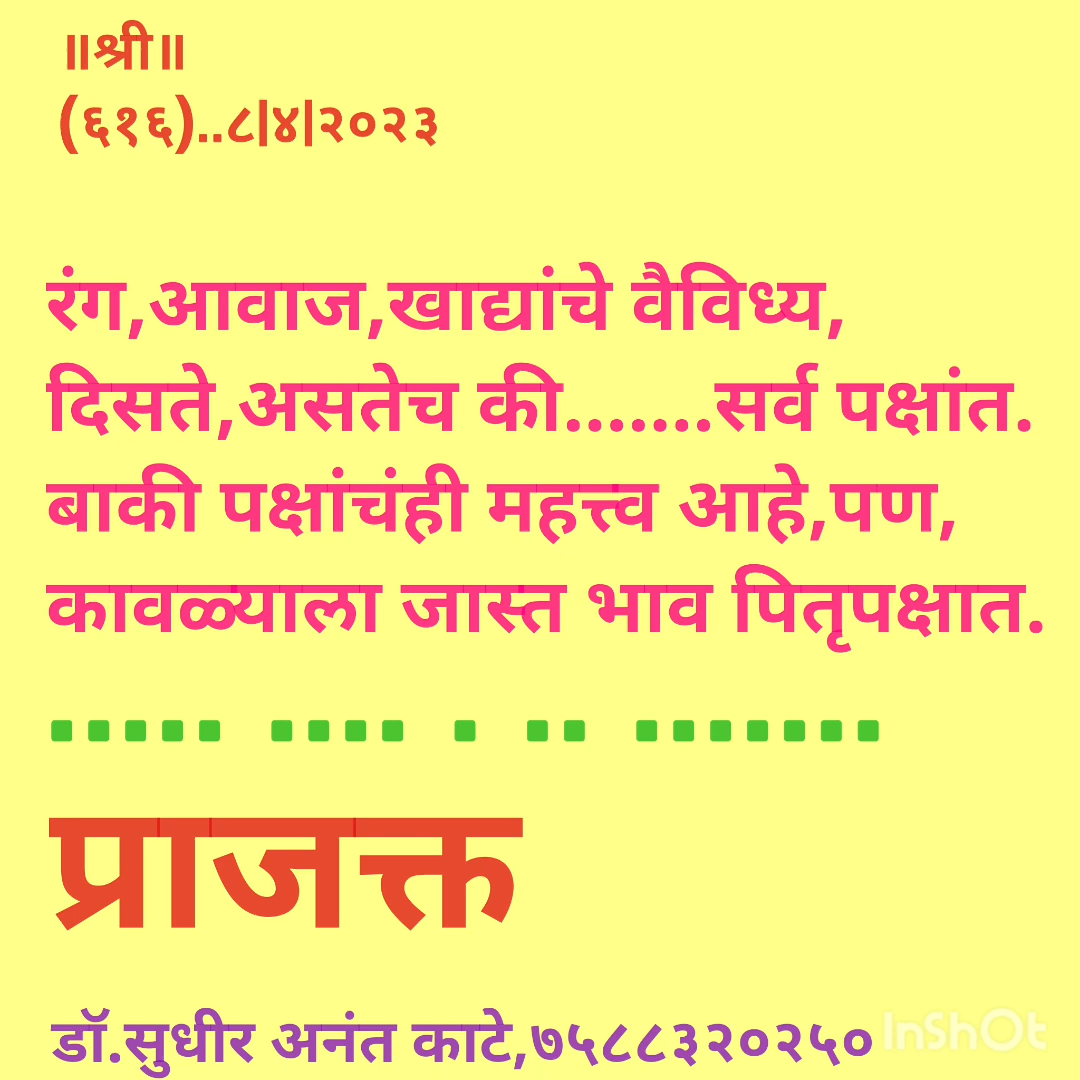 ॥श्री॥
(६१६)..८|४|२०२३
रंग,आवाज,खाद्यांचे वैविध्य,
दिसते,असतेच की.......सर्व पक्षांत.
बाकी पक्षांचंही महत्त्व आहे,पण,
कावळ्याला जास्त भाव पितृपक्षात.
प्राजक्त
डॉ.सुधीर अनंत काटे,७५८८३२०२५०
InShOt